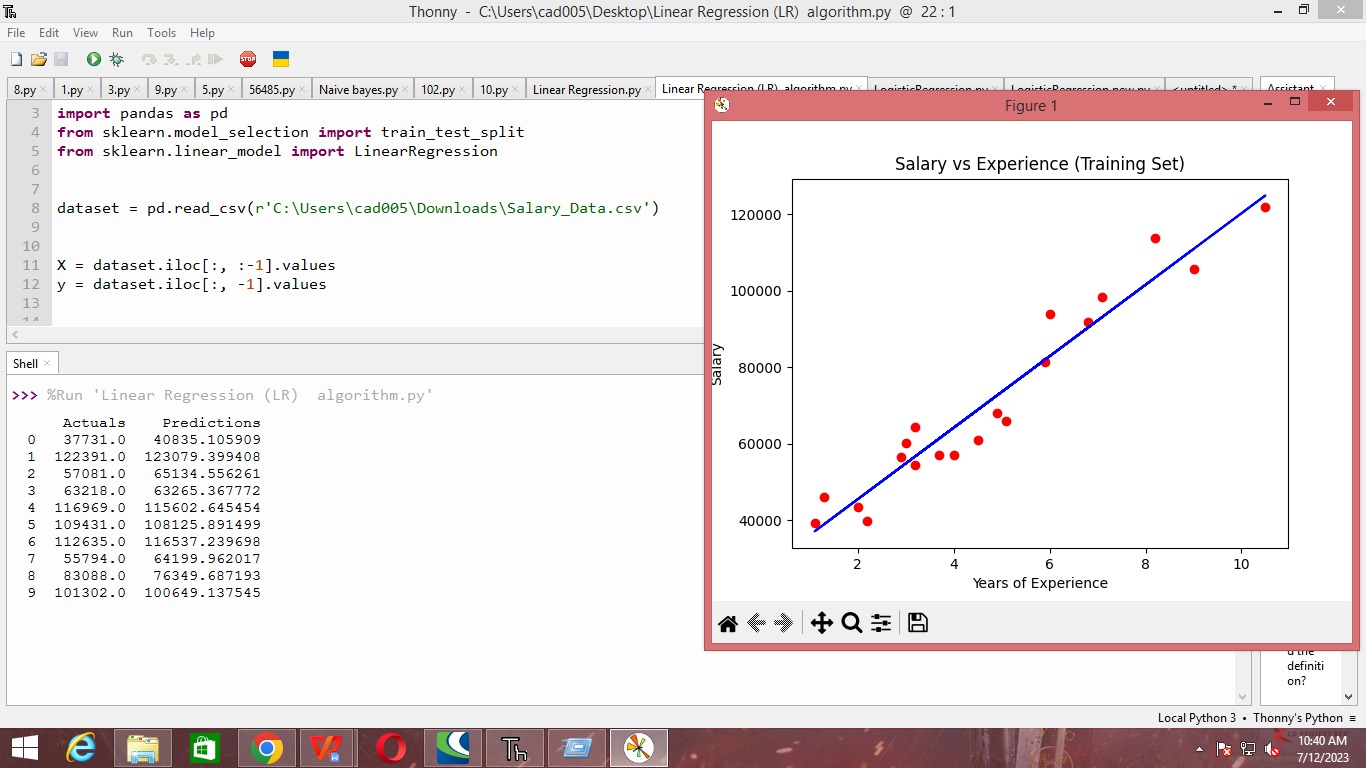 Thonny - C:\Users\cad005\Desktop\Linear Regression (LR)  algorithm.py @ 22 : 1
File Edit View Run Tools Help
STOP
8.py 1.py 3.py 9.py 5.py 56485.py Naive bayes.py 102.py 10.py Linear Regression.py Linear Regression (LR)  algorithm.py LogisticRegression.py LogisticRegression new.py <untitled> * Assistant
3 import pandas as pd
4 from sklearn.model_selection import train_test_split
5 from sklearn.linear_model import LinearRegression
6
7
8 dataset = pd.read_csv(r'C:\Users\cad005\Downloads\Salary_Data.csv')
9
10
11 X = dataset.iloc[:, :-1].values
12 y = dataset.iloc[:, -1].values
13
14
Shell
>>> %Run 'Linear Regression (LR)  algorithm.py'
Actuals Predictions
0 37731.0 40835.105909
1 122391.0 123079.399408
2 57081.0 65134.556261
3 63218.0 63265.367772
4 116969.0 115602.645454
5 109431.0 108125.891499
6 112635.0 116537.239698
7 55794.0 64199.962017
8 83088.0 76349.687193
9 101302.0 100649.137545
Figure 1
Salary vs Experience (Training Set)
Salary
120000
100000
80000
60000
40000
2 4 6 8 10
Years of Experience
d the
definiti
on?
Local Python 3 • Thonny's Python
10:40 AM
7/12/2023